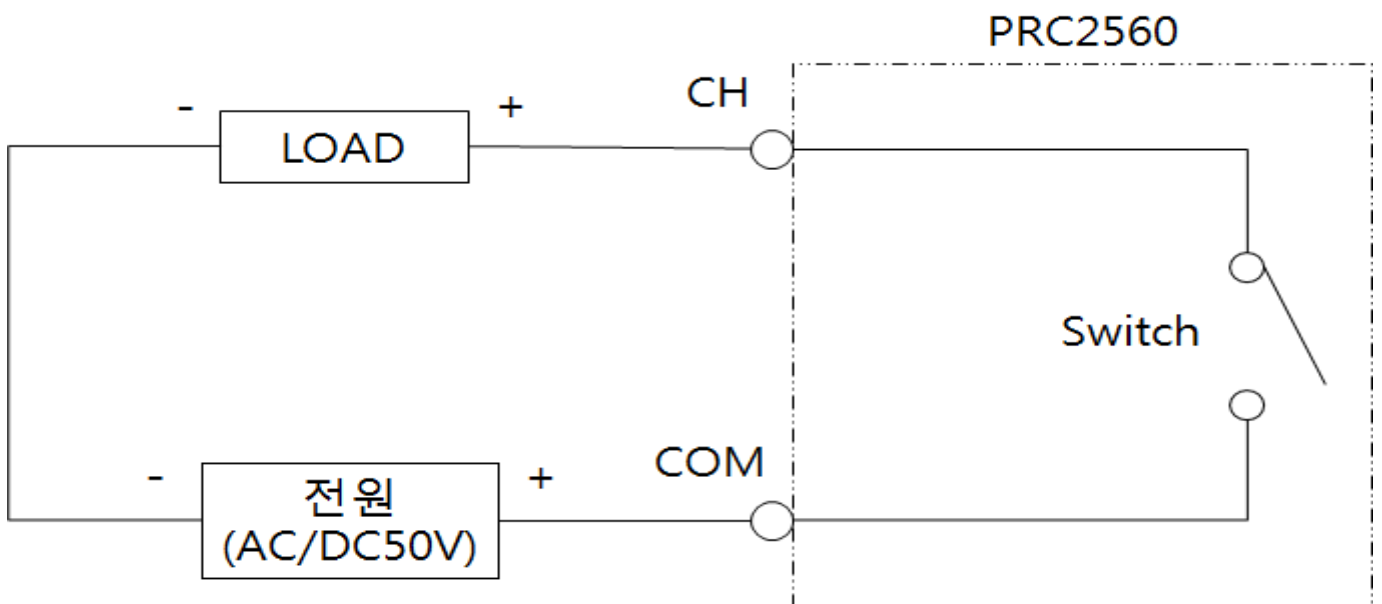 PRC2560
CH
- LOAD +
Switch
COM
- 전원 +
(AC/DC50V)